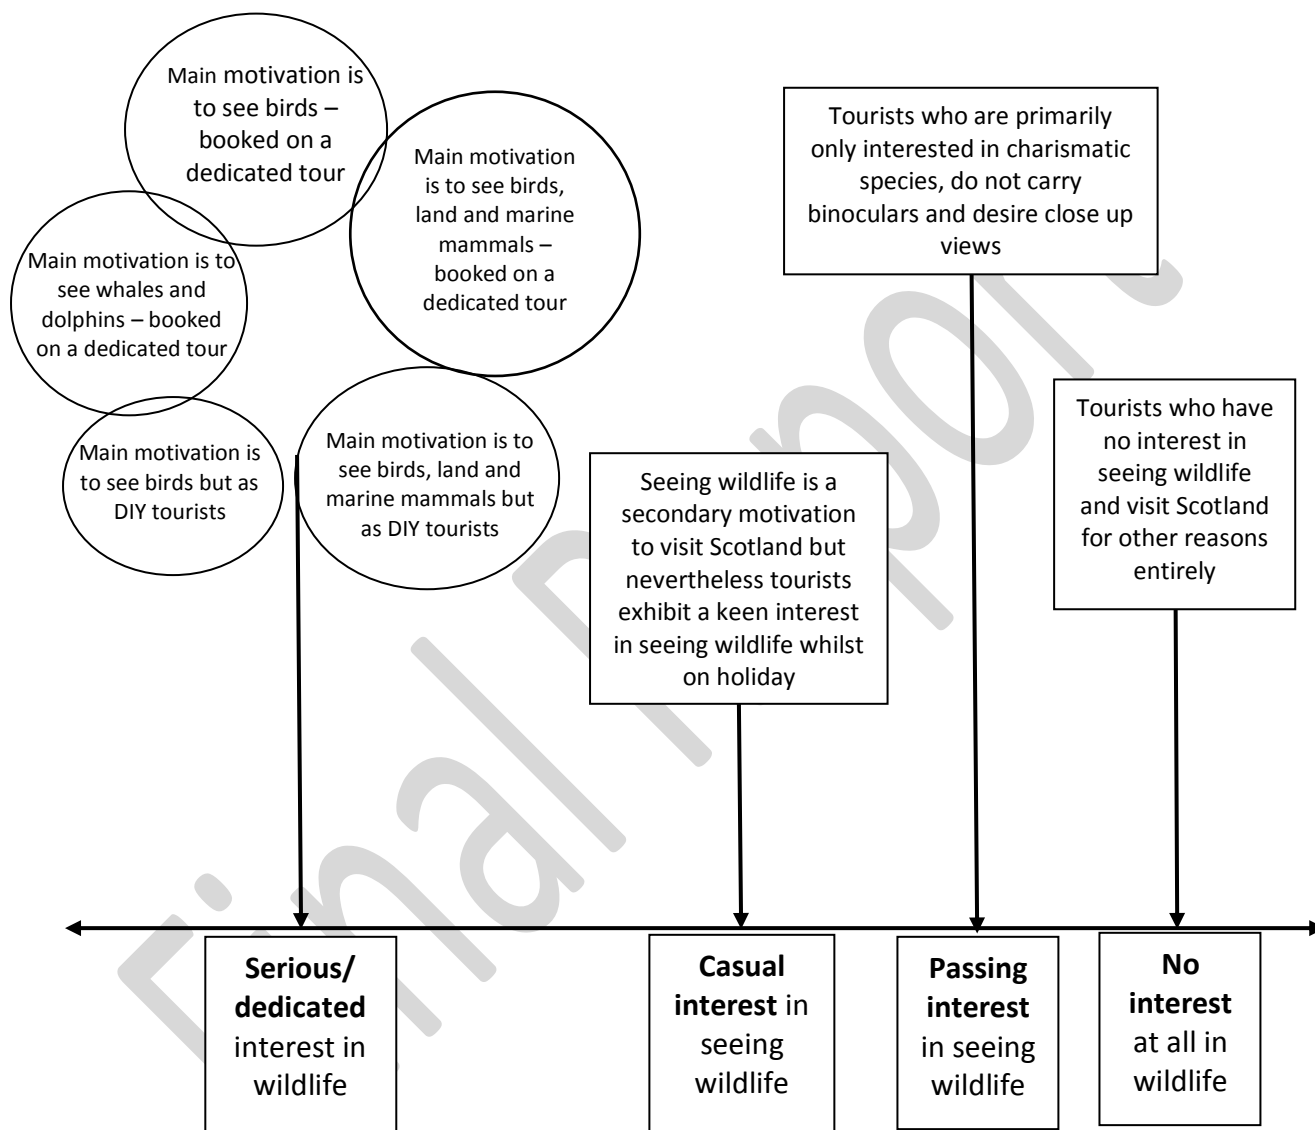 Main motivation is
to see birds –
booked on a
dedicated tour
Main motivation
is to see birds,
land and marine
mammals –
booked on a
dedicated tour
Main motivation is to
see whales and
dolphins – booked
on a dedicated tour
Main motivation is
to see birds but as
DIY tourists
Main motivation is to
see birds, land and
marine mammals but
as DIY tourists
Tourists who are primarily
only interested in charismatic
species, do not carry
binoculars and desire close up
views
Seeing wildlife is a
secondary motivation
to visit Scotland but
nevertheless tourists
exhibit a keen interest
in seeing wildlife whilst
on holiday
Tourists who have
no interest in
seeing wildlife
and visit Scotland
for other reasons
entirely
Serious/
dedicated
interest in
wildlife
Casual
interest in
seeing
wildlife
Passing
interest
in seeing
wildlife
No
interest
at all in
wildlife
Final Report